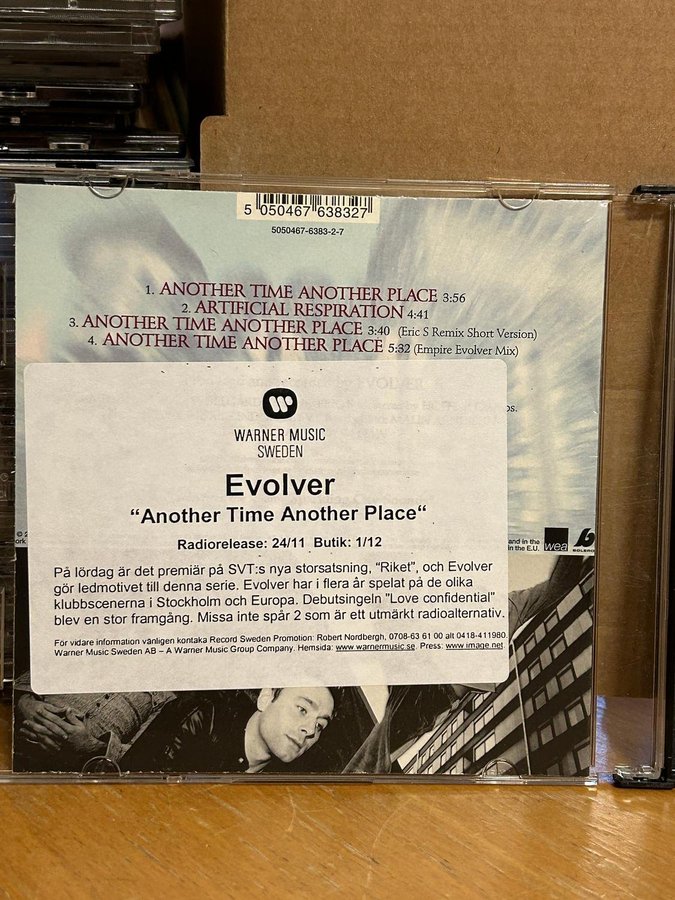 5 050467 638327
5050467-6383-2-7
1. ANOTHER TIME ANOTHER PLACE 3:56
2. ARTIFICIAL RESPIRATION 4:41
3. ANOTHER TIME ANOTHER PLACE 3:40 (Eric S Remix Short Version)
4. ANOTHER TIME ANOTHER PLACE 5:32 (Empire Evolver Mix)
WARNER MUSIC
SWEDEN
Evolver
“Another Time Another Place“
Radiorelease: 24/11 Butik: 1/12
På lördag är det premiär på SVT:s nya storsatsning, "Riket", och Evolver
gör ledmotivet till denna serie. Evolver har i flera år spelat på de olika
klubbscenerna i Stockholm och Europa. Debutsingeln "Love confidential"
blev en stor framgång. Missa inte spår 2 som är ett utmärkt radioalternativ.
För vidare information vänligen kontaka Record Sweden Promotion: Robert Nordbergh, 0708-63 61 00 alt 0418-411980.
Warner Music Sweden AB – A Warner Music Group Company. Hemsida: www.warnermusic.se. Press: www.image.net.
and in the
in the E.U.
wea